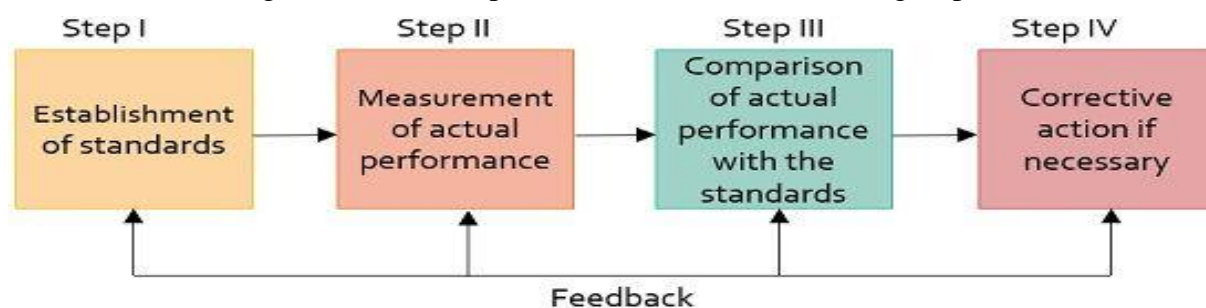 Step I
Establishment
of standards
Step II
Measurement
of actual
performance
Step III
Comparison
of actual
performance
with the
standards
Step IV
Corrective
action if
necessary
Feedback